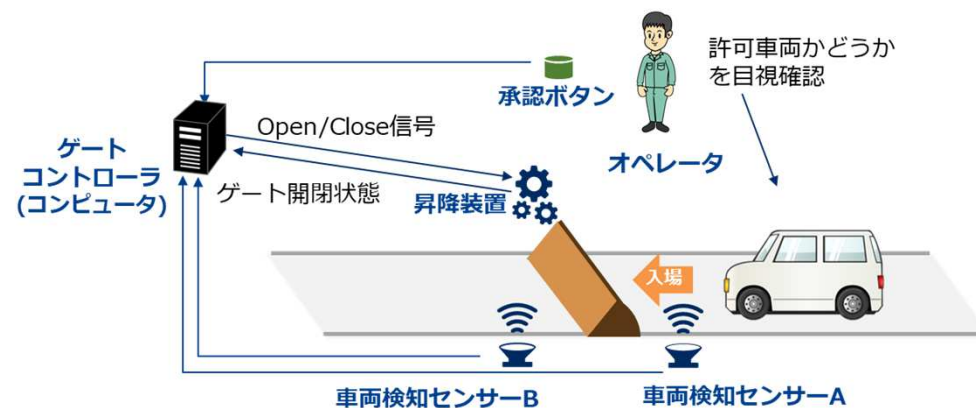 許可車両かどうか
を目視確認
承認ボタン
オペレータ
Open/Close信号
ゲート
コントローラ
(コンピュータ)
ゲート開閉状態
昇降装置
入場
車両検知センサーB
車両検知センサーA